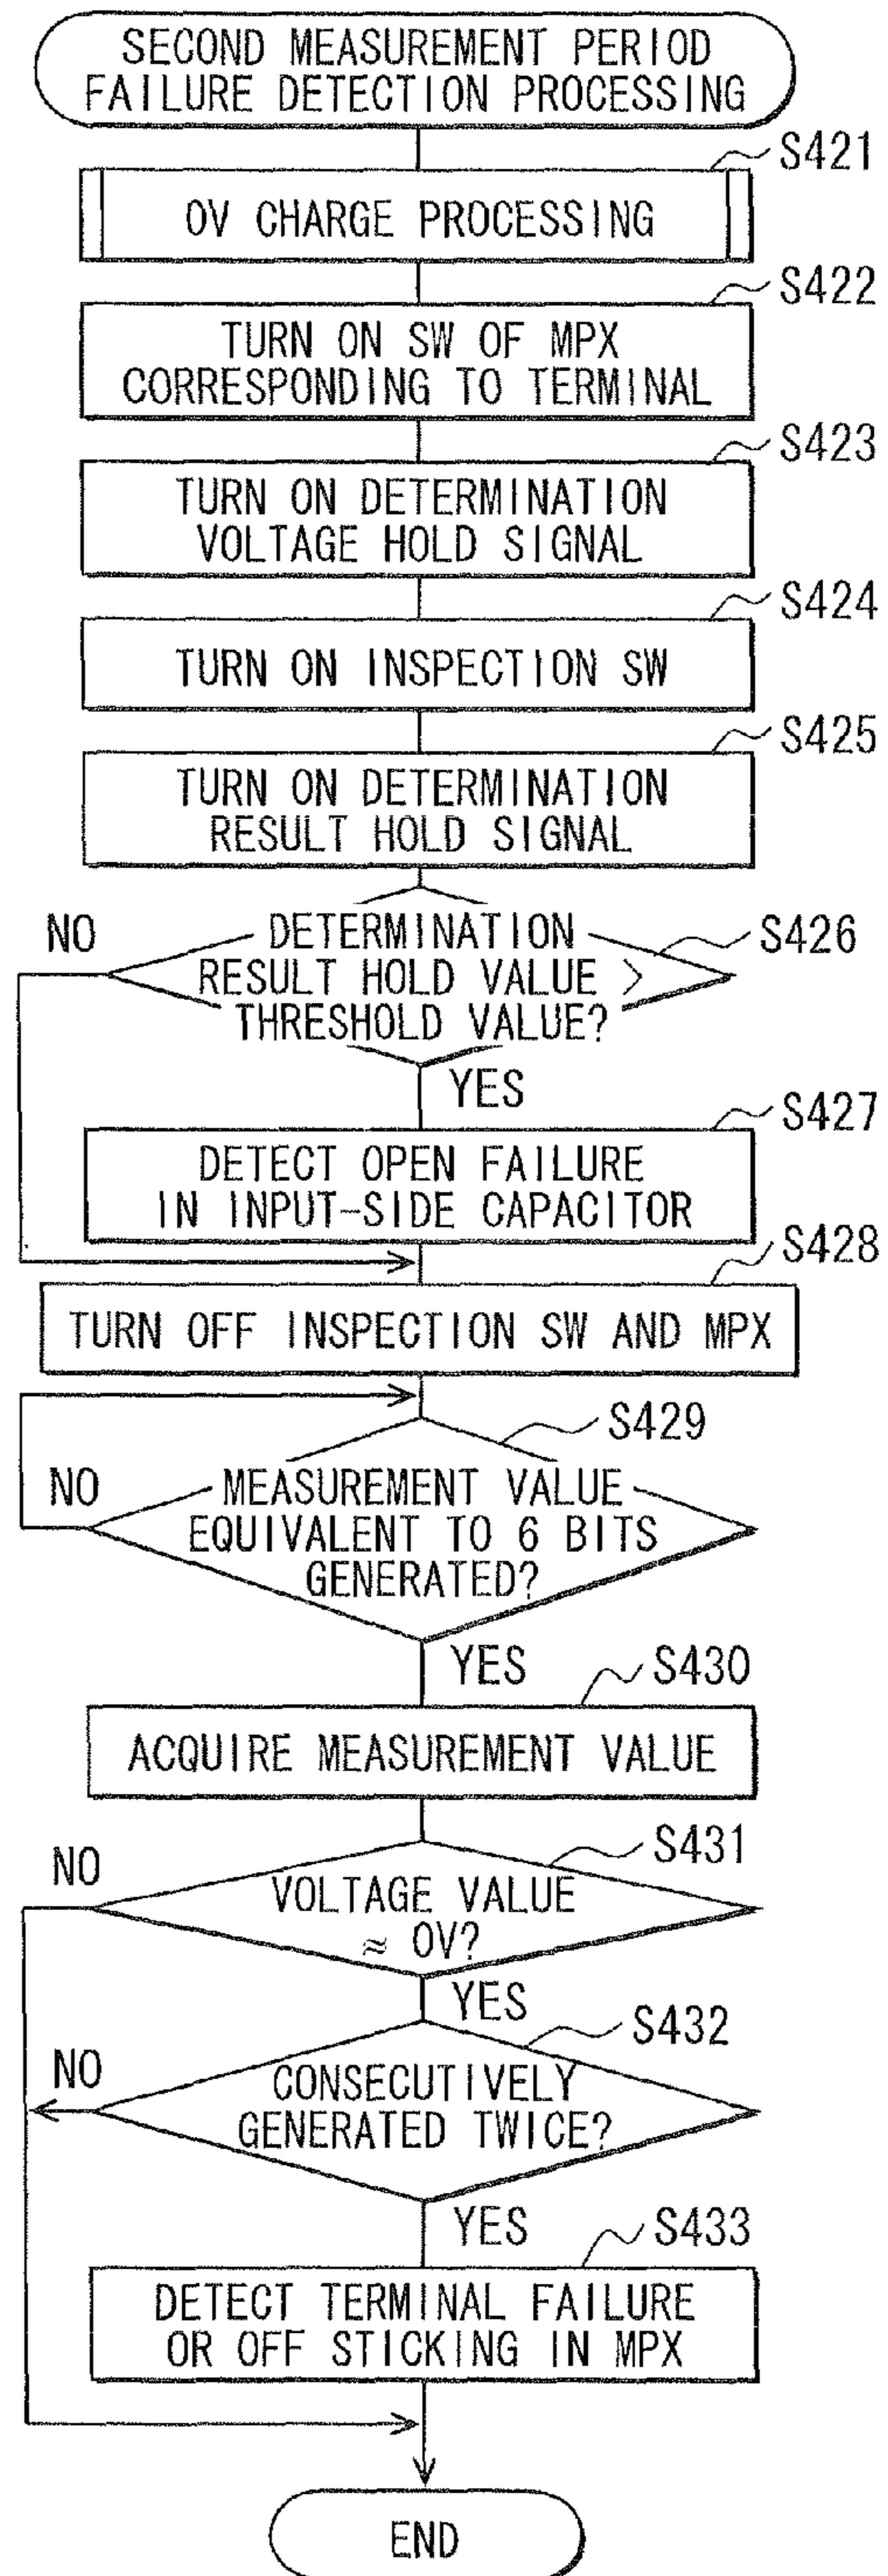 SECOND MEASUREMENT PERIOD
FAILURE DETECTION PROCESSING
S421
0V CHARGE PROCESSING
S422
TURN ON SW OF MPX
CORRESPONDING TO TERMINAL
S423
TURN ON DETERMINATION
VOLTAGE HOLD SIGNAL
S424
TURN ON INSPECTION SW
S425
TURN ON DETERMINATION
RESULT HOLD SIGNAL
NO
S426
DETERMINATION
RESULT HOLD VALUE >
THRESHOLD VALUE?
YES
S427
DETECT OPEN FAILURE
IN INPUT-SIDE CAPACITOR
S428
TURN OFF INSPECTION SW AND MPX
S429
NO
MEASUREMENT VALUE
EQUIVALENT TO 6 BITS
GENERATED?
YES
S430
ACQUIRE MEASUREMENT VALUE
S431
NO
VOLTAGE VALUE
≈ 0V?
YES
S432
NO
CONSECUTIVELY
GENERATED TWICE?
YES
S433
DETECT TERMINAL FAILURE
OR OFF STICKING IN MPX
END